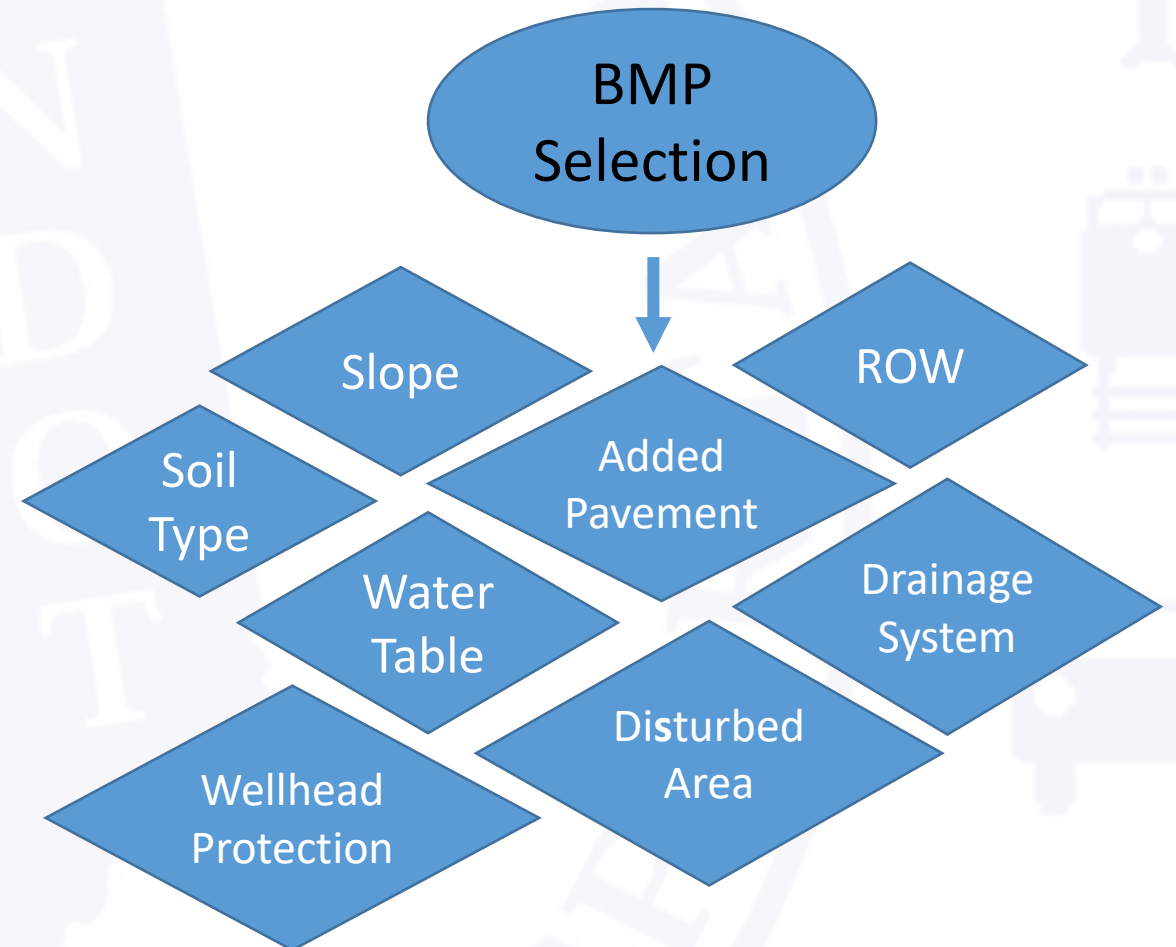 BMP
Selection
Slope
ROW
Added
Pavement
Soil
Type
Water
Table
Drainage
System
Disturbed
Area
Wellhead
Protection